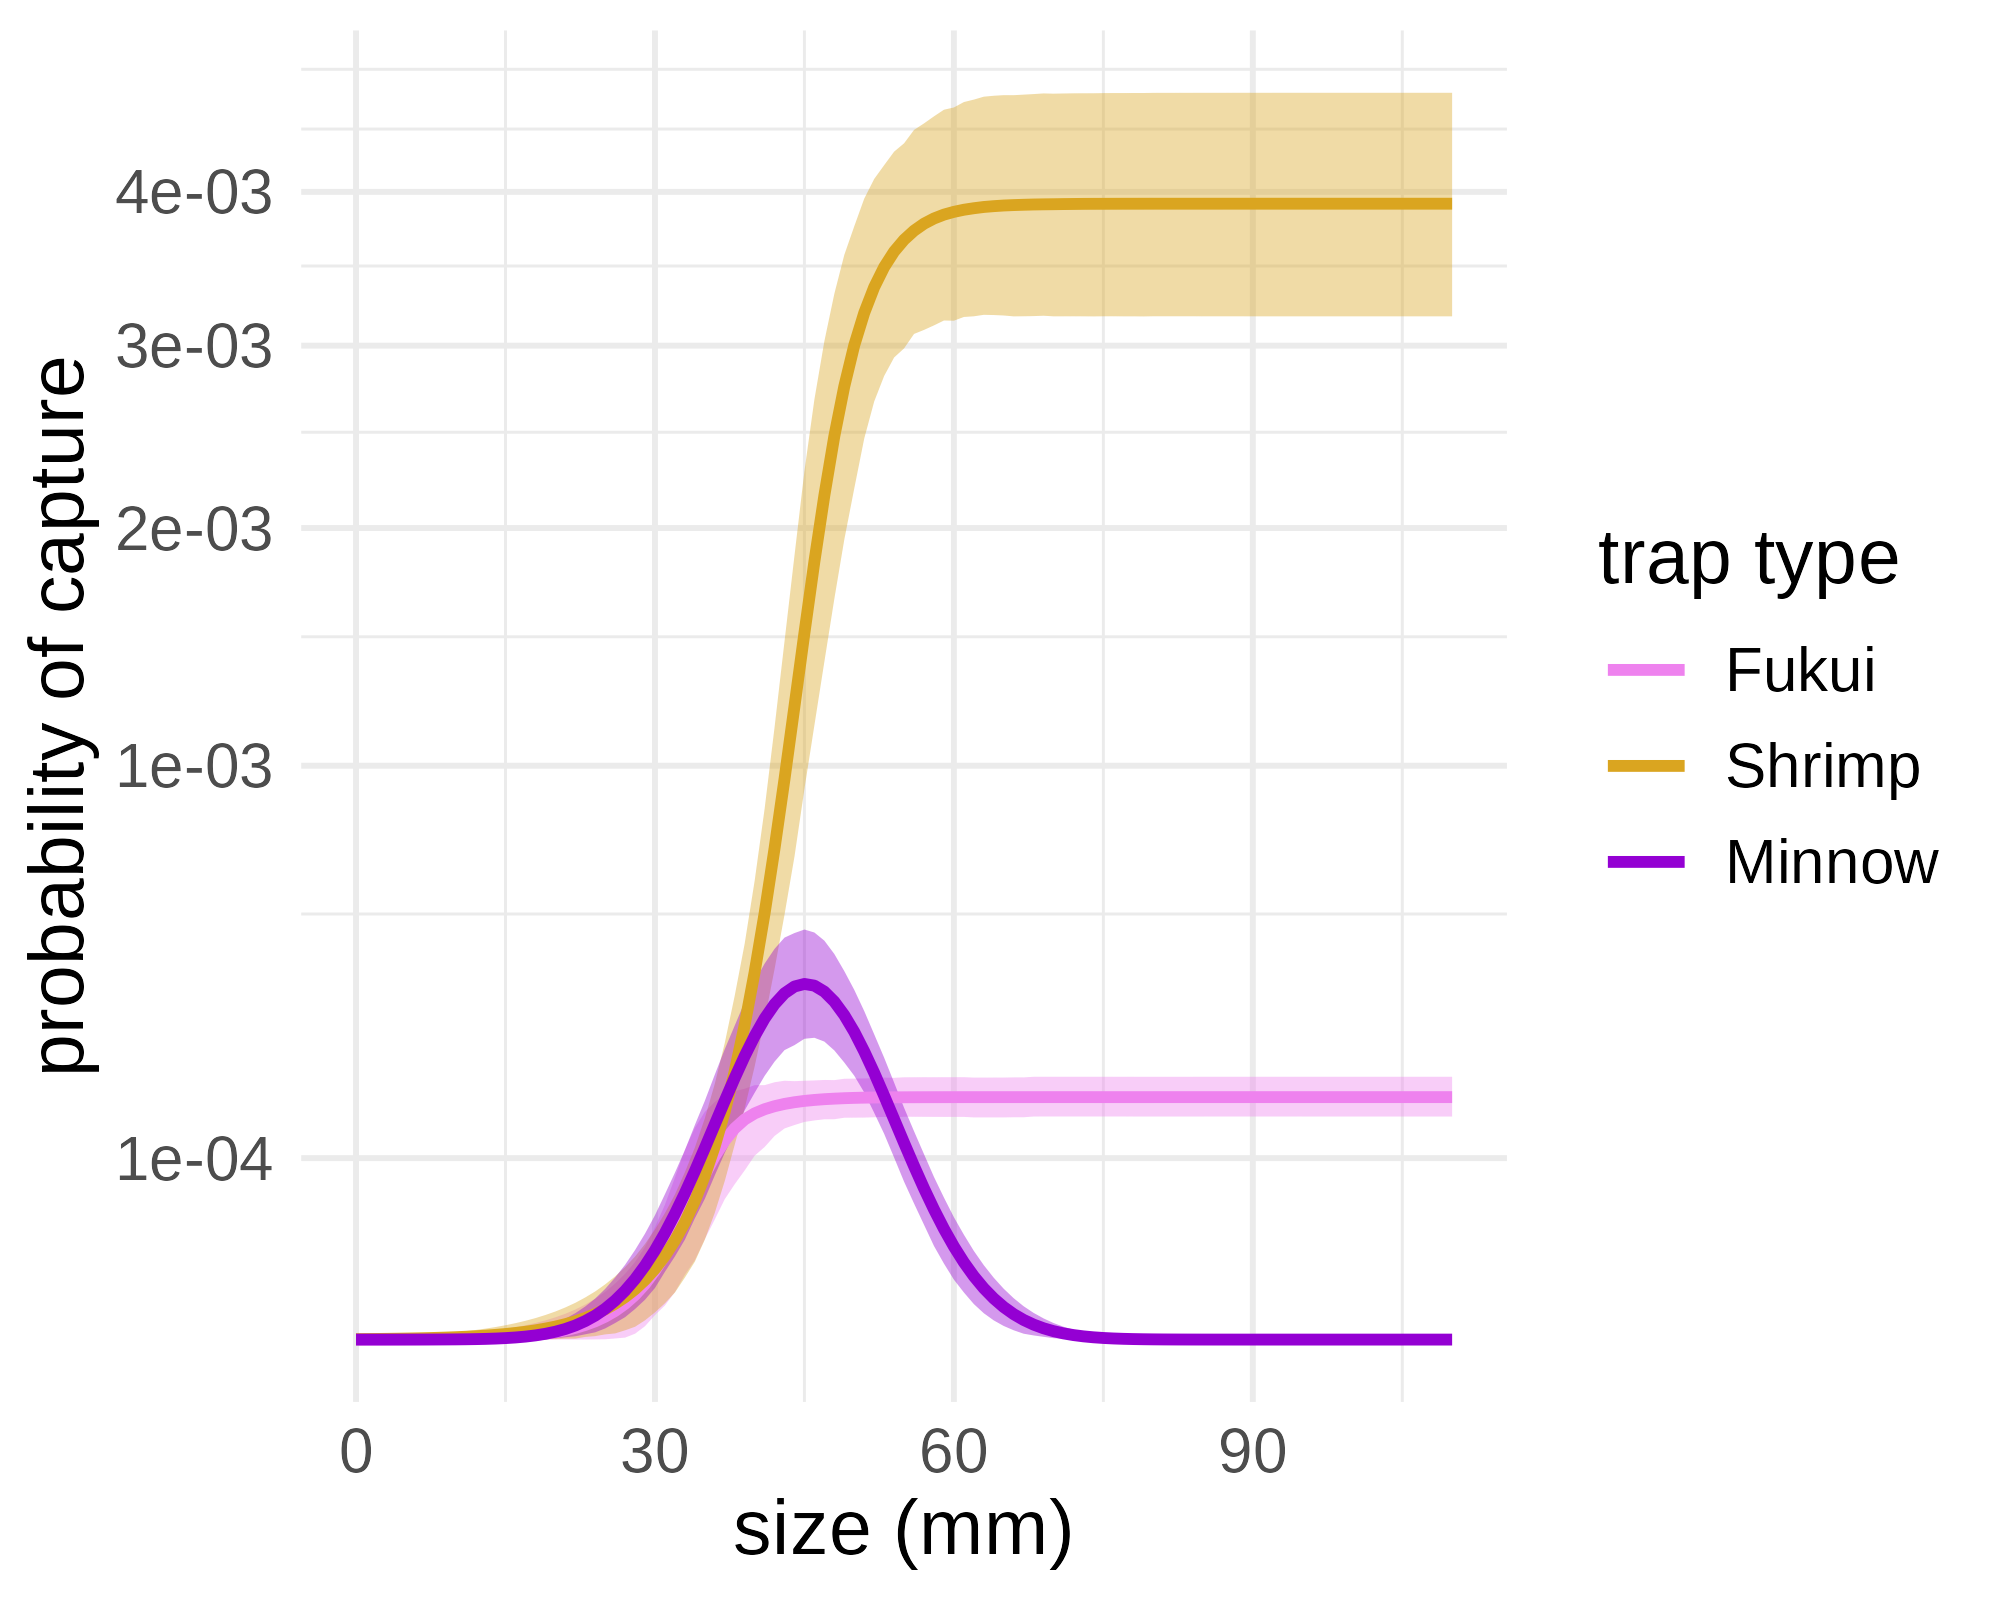 probability of capture
4e-03
3e-03
2e-03
1e-03
1e-04
0 30 60 90
size (mm)
trap type
Fukui
Shrimp
Minnow